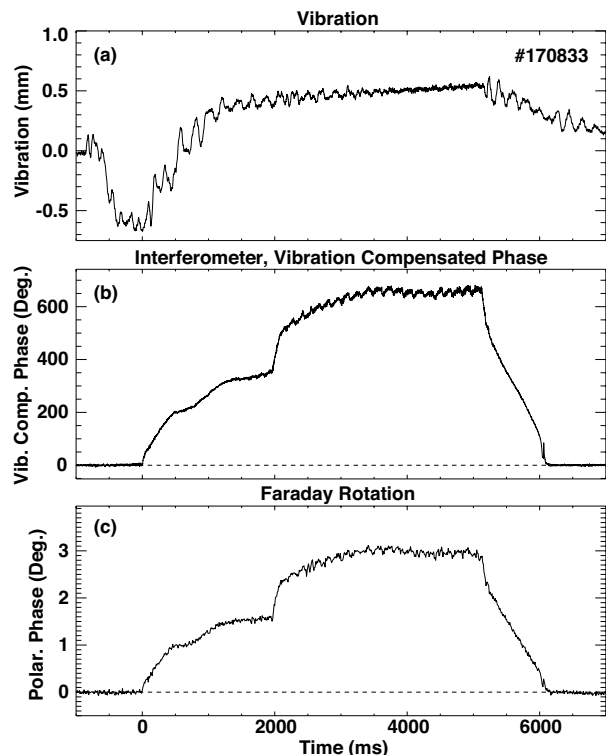 Vibration
1.0
(a)
#170833
0.5
0.0
-0.5
Vibration (mm)
Interferometer, Vibration Compensated Phase
(b)
600
400
200
0
Vib. Comp. Phase (Deg.)
Faraday Rotation
(c)
3
2
1
0
Polar. Phase (Deg.)
0 2000 4000 6000
Time (ms)